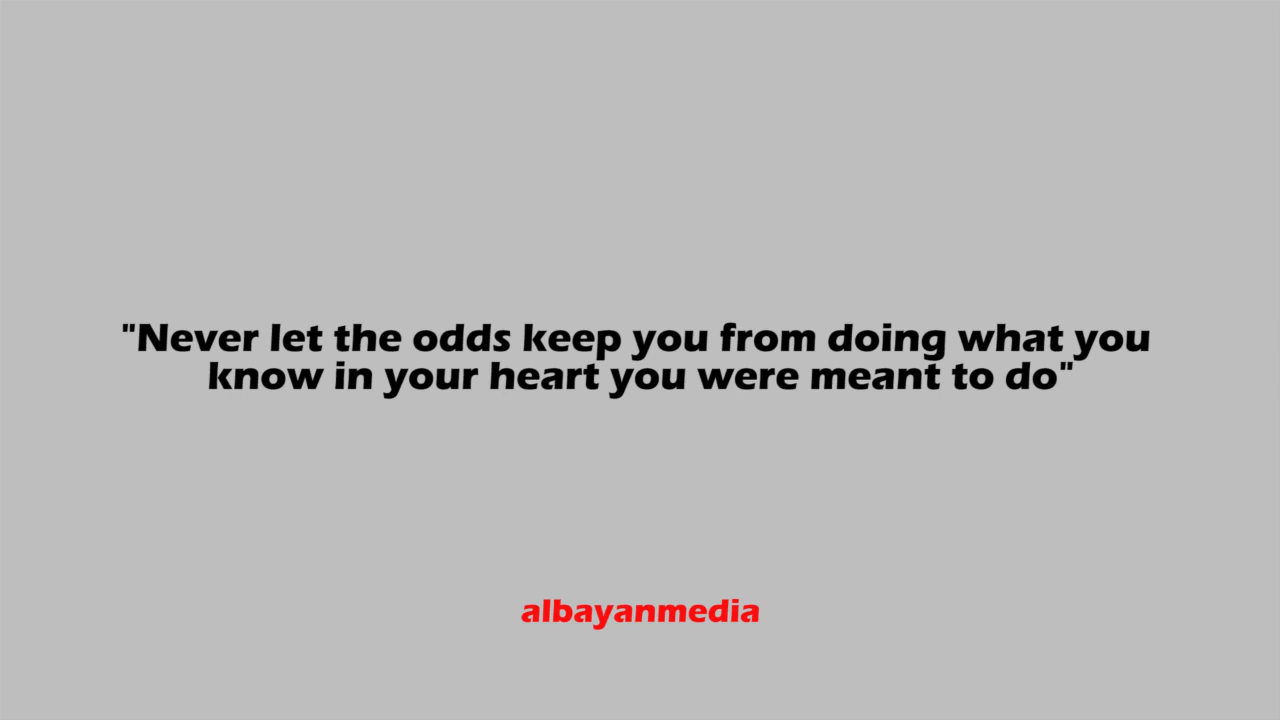 "Never let the odds keep you from doing what you
know in your heart you were meant to do"
albayanmedia